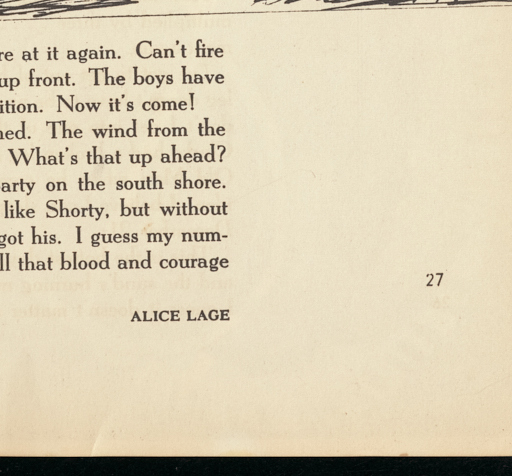 re at it again. Can't fire
up front. The boys have
ition. Now it's come!
ned. The wind from the
What's that up ahead?
arty on the south shore.
like Shorty, but without
got his. I guess my num-
ll that blood and courage
27
ALICE LAGE